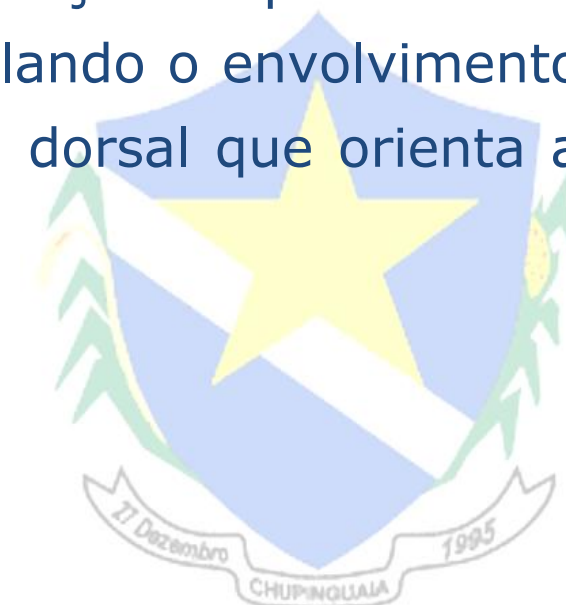 lando o envolvimento
dorsal que orienta a
27 Dezembro 1995
CHUPINGUAIA